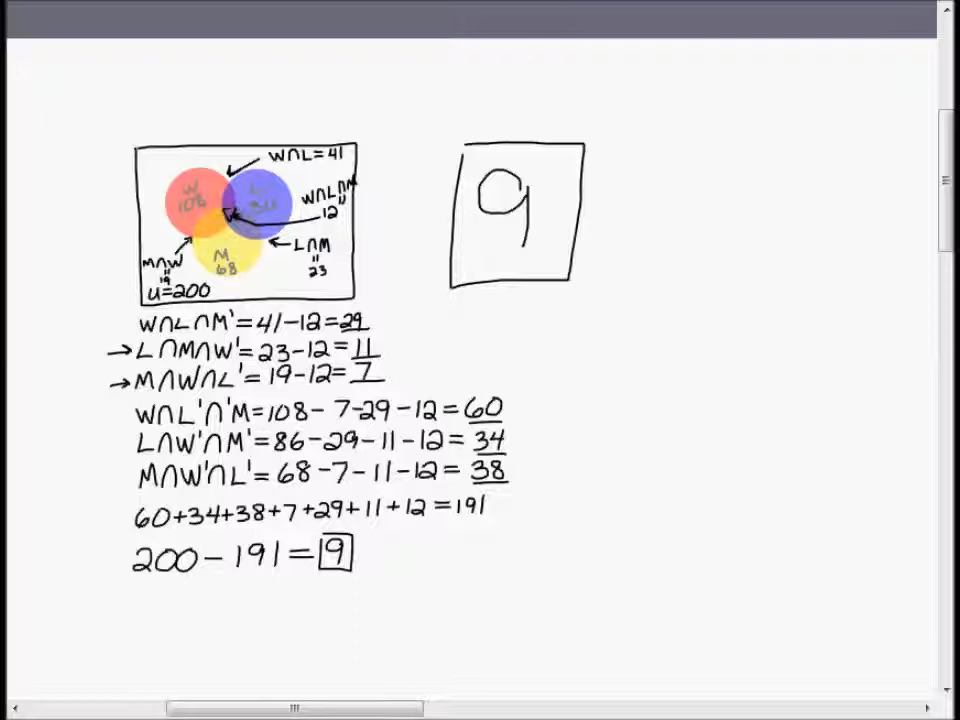 W∩L=41
W
108
W∩L∩M
"
12
L∩M
"
23
M
68
M∩W
"
19
U=200
9
W∩L∩M'=41-12=29
→L∩M∩W'=23-12=11
→M∩W∩L'=19-12=7
W∩L'∩'M=108-7-29-12=60
L∩W'∩M'=86-29-11-12=34
M∩W'∩L'=68-7-11-12=38
60+34+38+7+29+11+12=191
200-191=9